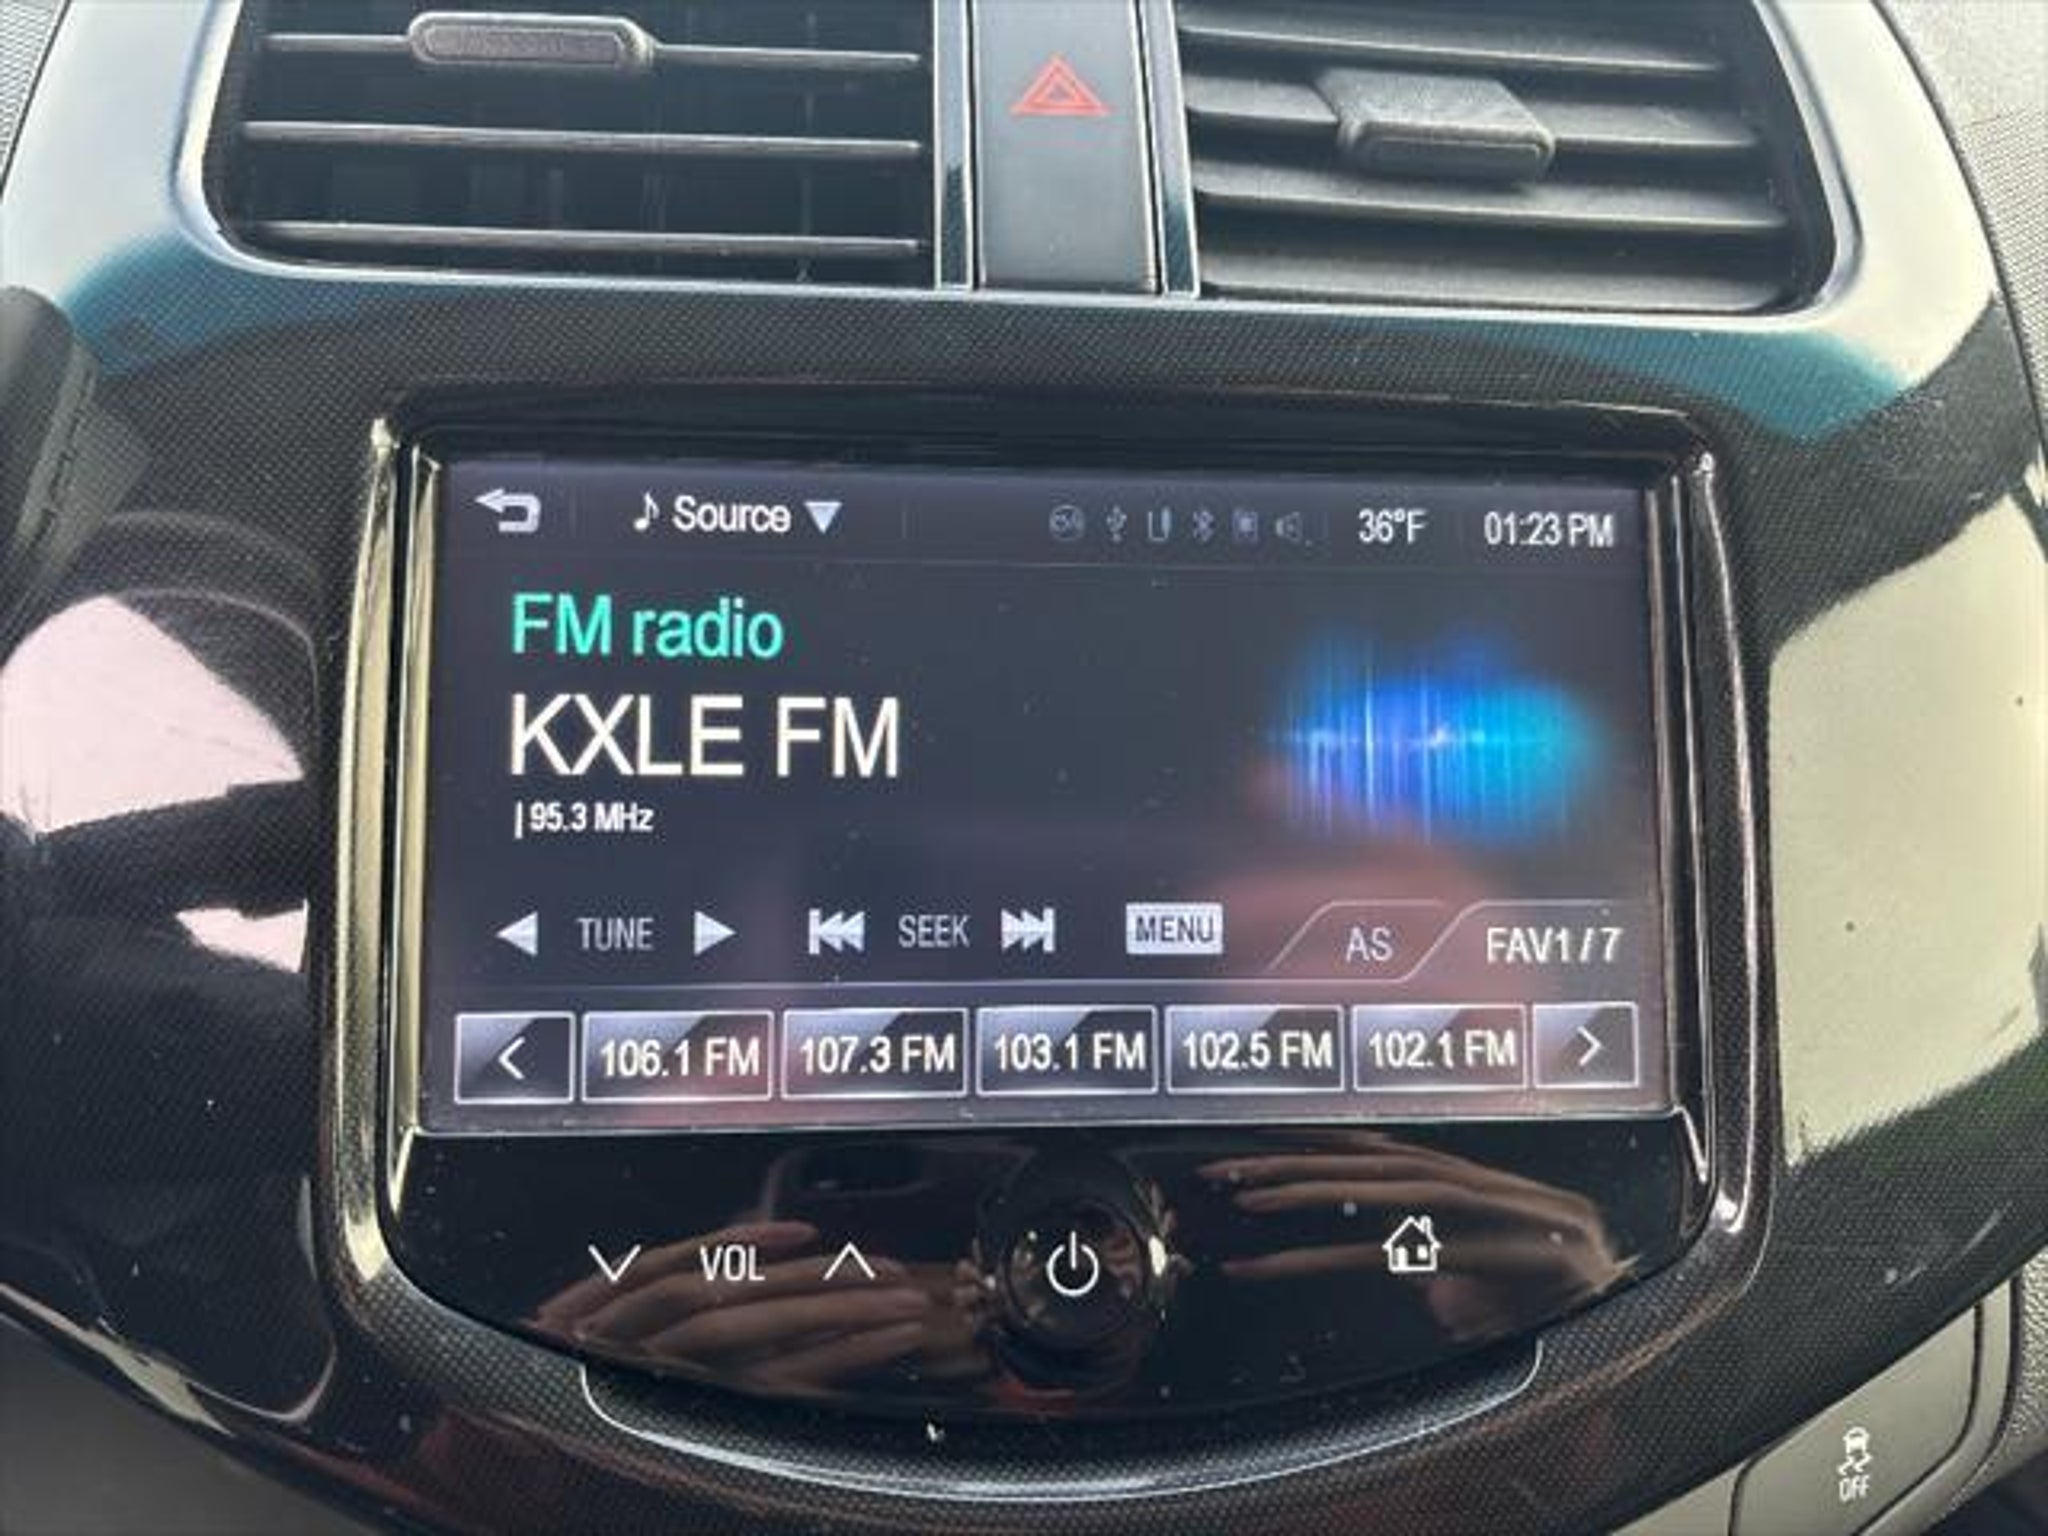 Source 36°F 01:23 PM
FM radio
KXLE FM
| 95.3 MHz
TUNE SEEK MENU AS FAV1 / 7
106.1 FM 107.3 FM 103.1 FM 102.5 FM 102.1 FM
VOL
OFF